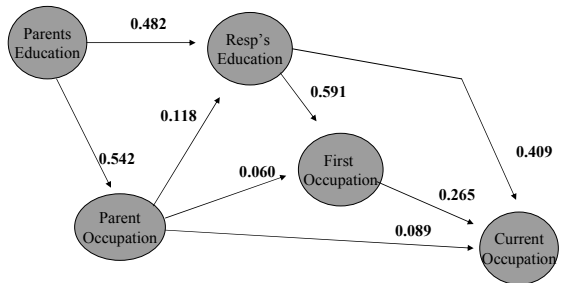 Parents
Education
0.482
Resp's
Education
0.591
0.118
0.542
0.409
First
Occupation
0.060
0.265
Parent
Occupation
0.089
Current
Occupation